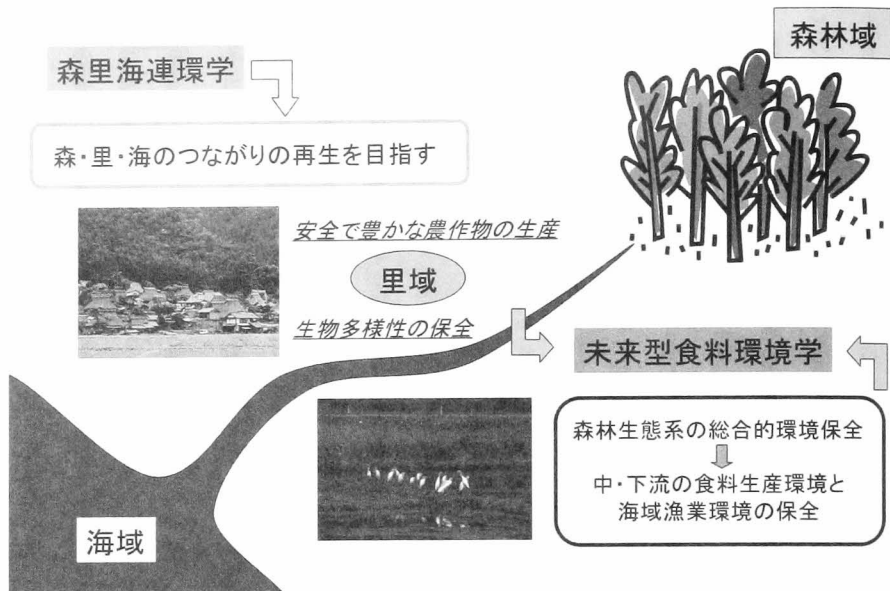 森林域
森里海連環学
森・里・海のつながりの再生を目指す
安全で豊かな農作物の生産
里域
生物多様性の保全
未来型食料環境学
森林生態系の総合的環境保全
中・下流の食料生産環境と
海域漁業環境の保全
海域